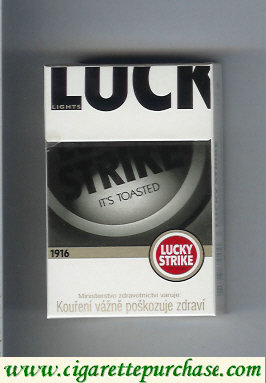 LUCK
LIGHTS
STRIKE
IT'S TOASTED
1916
LUCKY
STRIKE
Ministerstvo zdravotnictví varuje:
Kouření vážně poškozuje zdraví
www.cigarettepurchase.com